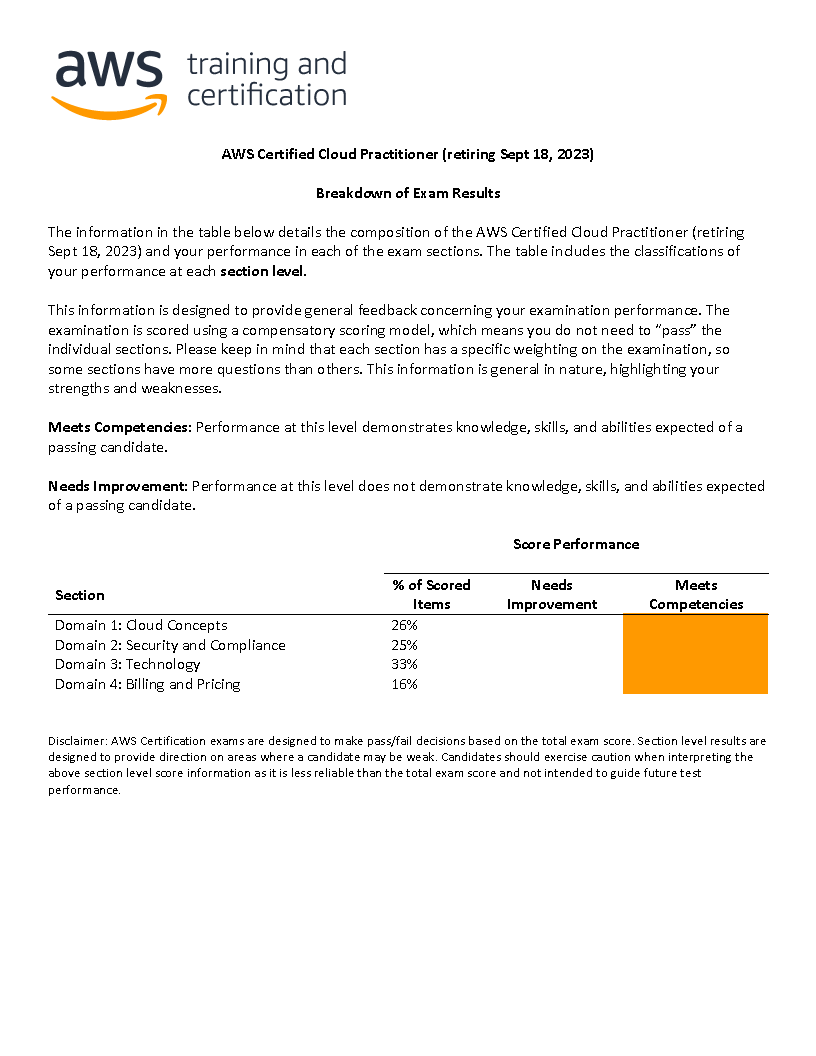 aws training and
certification
AWS Certified Cloud Practitioner (retiring Sept 18, 2023)
Breakdown of Exam Results
The information in the table below details the composition of the AWS Certified Cloud Practitioner (retiring
Sept 18, 2023) and your performance in each of the exam sections. The table includes the classifications of
your performance at each section level.
This information is designed to provide general feedback concerning your examination performance. The
examination is scored using a compensatory scoring model, which means you do not need to “pass” the
individual sections. Please keep in mind that each section has a specific weighting on the examination, so
some sections have more questions than others. This information is general in nature, highlighting your
strengths and weaknesses.
Meets Competencies: Performance at this level demonstrates knowledge, skills, and abilities expected of a
passing candidate.
Needs Improvement: Performance at this level does not demonstrate knowledge, skills, and abilities expected
of a passing candidate.
Score Performance
Section % of Scored Items Needs Improvement Meets Competencies
Domain 1: Cloud Concepts 26%
Domain 2: Security and Compliance 25%
Domain 3: Technology 33%
Domain 4: Billing and Pricing 16%
Disclaimer: AWS Certification exams are designed to make pass/fail decisions based on the total exam score. Section level results are
designed to provide direction on areas where a candidate may be weak. Candidates should exercise caution when interpreting the
above section level score information as it is less reliable than the total exam score and not intended to guide future test
performance.